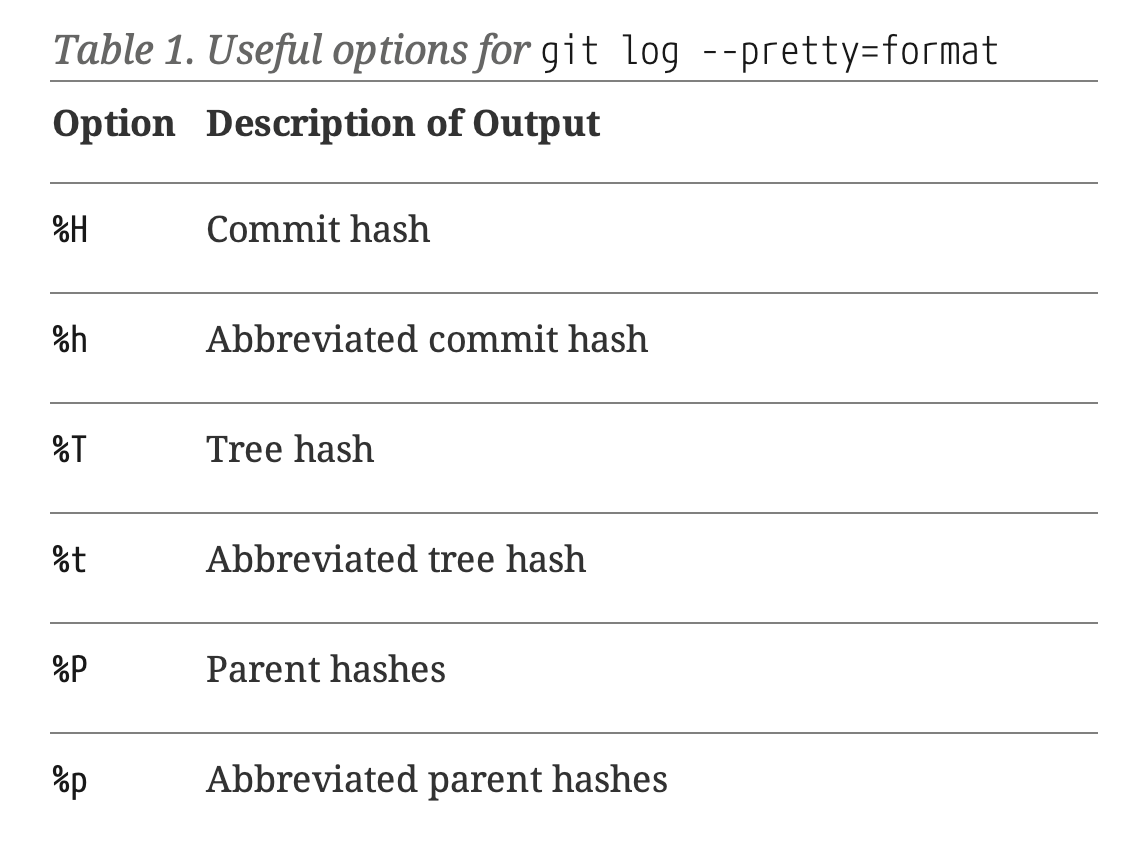 Table 1. Useful options for git log --pretty=format
Option Description of Output
%H Commit hash
%h Abbreviated commit hash
%T Tree hash
%t Abbreviated tree hash
%P Parent hashes
%p Abbreviated parent hashes